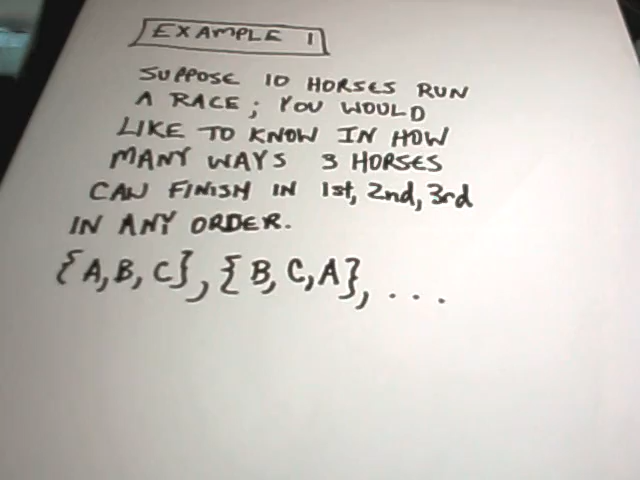 EXAMPLE 1
SUPPOSE 10 HORSES RUN
A RACE; YOU WOULD
LIKE TO KNOW IN HOW
MANY WAYS 3 HORSES
CAN FINISH IN 1st, 2nd, 3rd
IN ANY ORDER.
{A, B, C}, {B, C, A}, ...